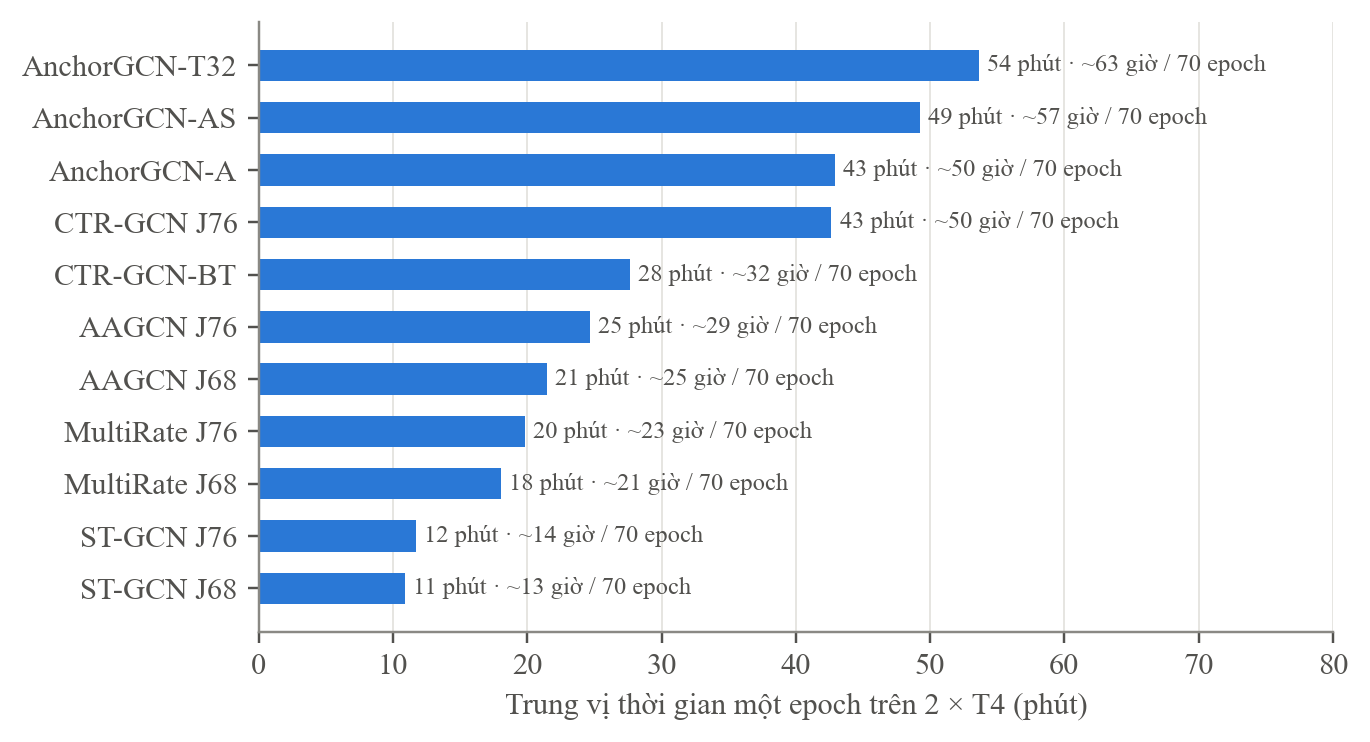 AnchorGCN-T32 54 phút · ~63 giờ / 70 epoch
AnchorGCN-AS 49 phút · ~57 giờ / 70 epoch
AnchorGCN-A 43 phút · ~50 giờ / 70 epoch
CTR-GCN J76 43 phút · ~50 giờ / 70 epoch
CTR-GCN-BT 28 phút · ~32 giờ / 70 epoch
AAGCN J76 25 phút · ~29 giờ / 70 epoch
AAGCN J68 21 phút · ~25 giờ / 70 epoch
MultiRate J76 20 phút · ~23 giờ / 70 epoch
MultiRate J68 18 phút · ~21 giờ / 70 epoch
ST-GCN J76 12 phút · ~14 giờ / 70 epoch
ST-GCN J68 11 phút · ~13 giờ / 70 epoch
0 10 20 30 40 50 60 70 80
Trung vị thời gian một epoch trên 2 × T4 (phút)